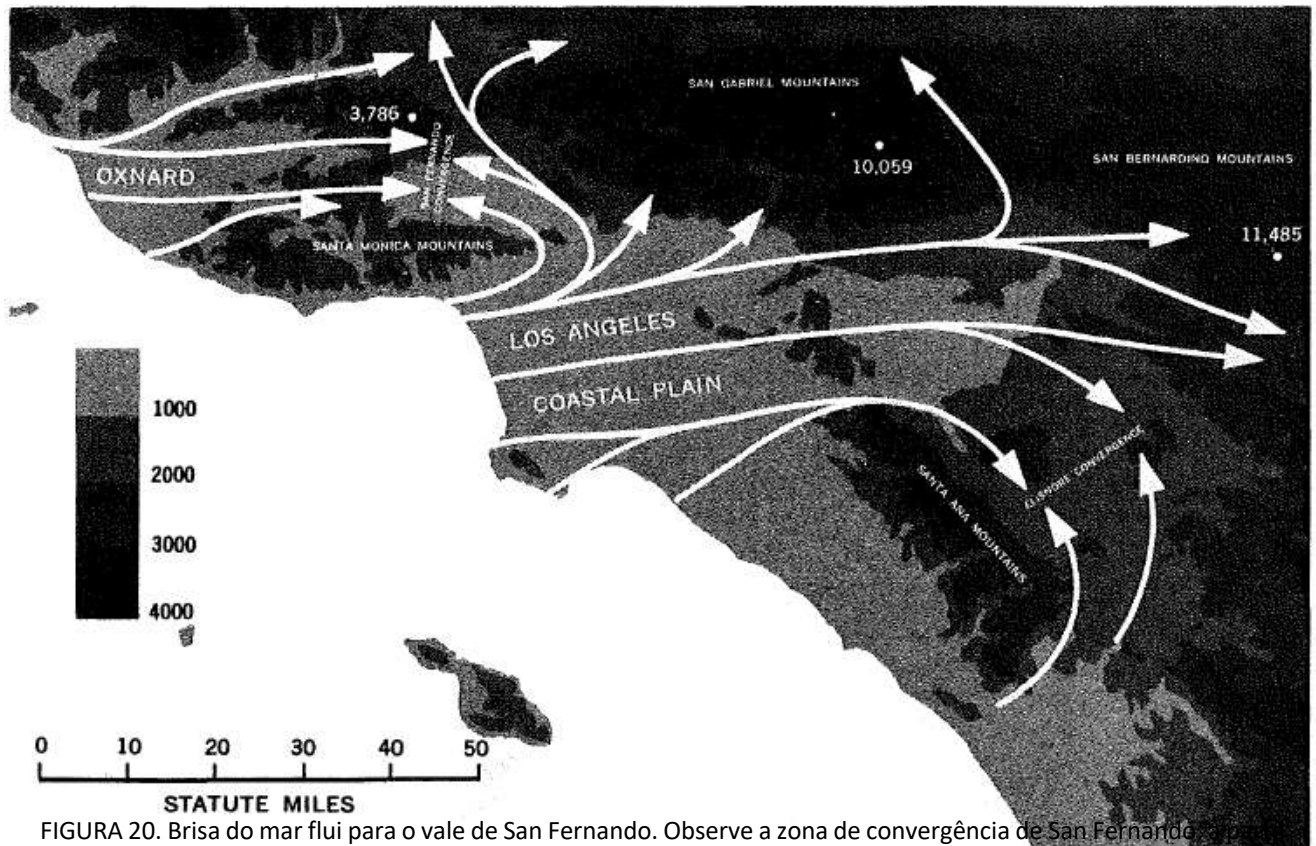 SAN GABRIEL MOUNTAINS
3,786
SAN FERNANDO
CONVERGENCE
10,059
SAN BERNARDINO MOUNTAINS
OXNARD
11,485
SANTA MONICA MOUNTAINS
LOS ANGELES
COASTAL PLAIN
1000
2000
3000
4000
ELSINORE CONVERGENCE
SANTA ANA MOUNTAINS
0 10 20 30 40 50
STATUTE MILES
FIGURA 20. Brisa do mar flui para o vale de San Fernando. Observe a zona de convergência de San Fernando.